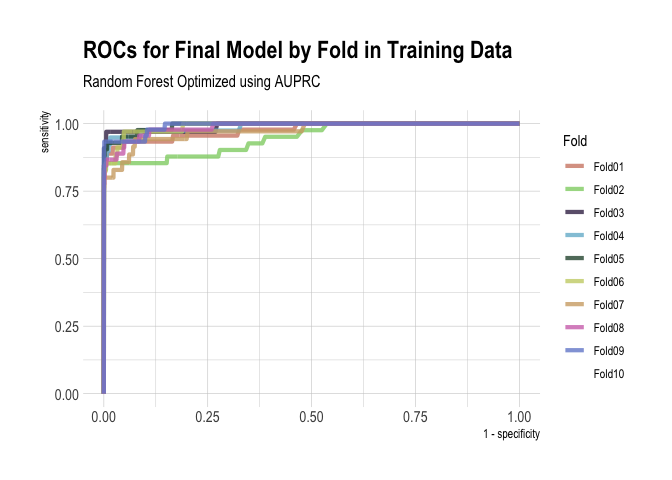 ROCs for Final Model by Fold in Training Data
Random Forest Optimized using AUPRC
sensitivity
1.00
0.75
0.50
0.25
0.00
0.00 0.25 0.50 0.75 1.00
1 - specificity
Fold
Fold01
Fold02
Fold03
Fold04
Fold05
Fold06
Fold07
Fold08
Fold09
Fold10